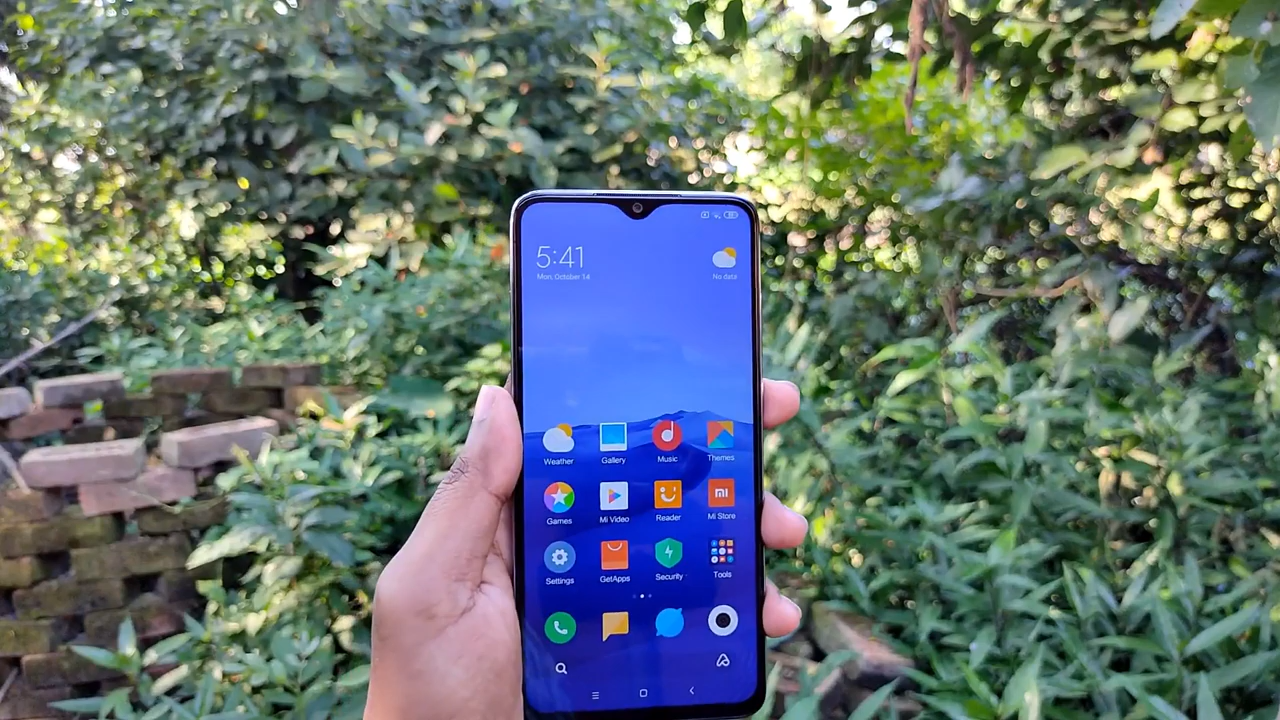 5:41
Mon, October 14
No data
Weather
Gallery
Music
Themes
Games
Mi Video
Reader
mi
Mi Store
Settings
GetApps
Security
Tools